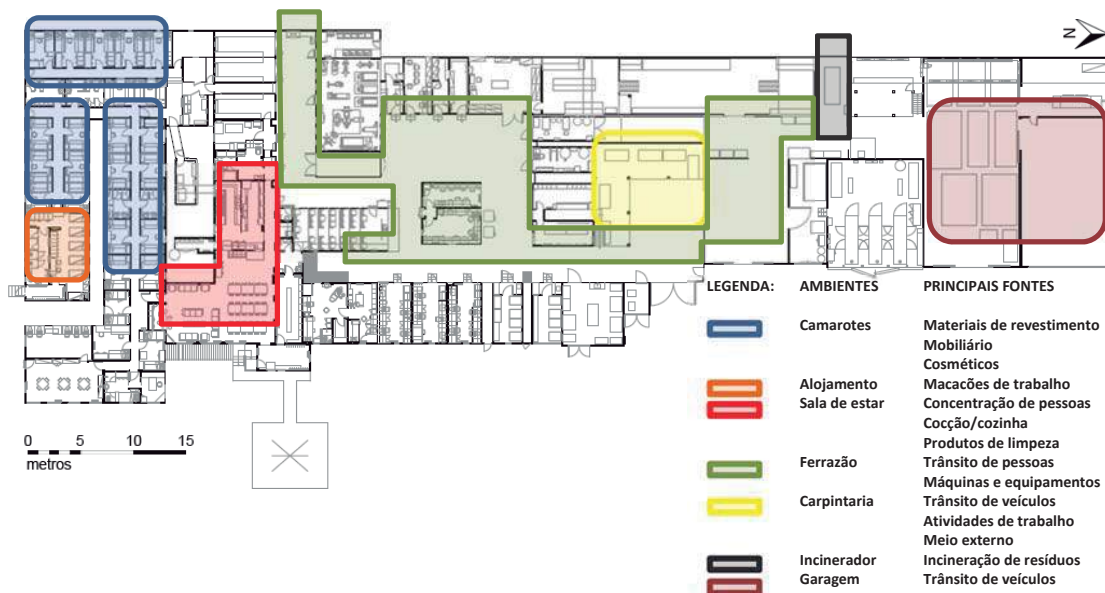 N
LEGENDA: AMBIENTES PRINCIPAIS FONTES
Camarotes Materiais de revestimento
Mobiliário
Cosméticos
Alojamento Macacões de trabalho
Sala de estar Concentração de pessoas
Cocção/cozinha
Produtos de limpeza
Ferrazão Trânsito de pessoas
Máquinas e equipamentos
Carpintaria Trânsito de veículos
Atividades de trabalho
Meio externo
Incinerador Incineração de resíduos
Garagem Trânsito de veículos
0 5 10 15
metros